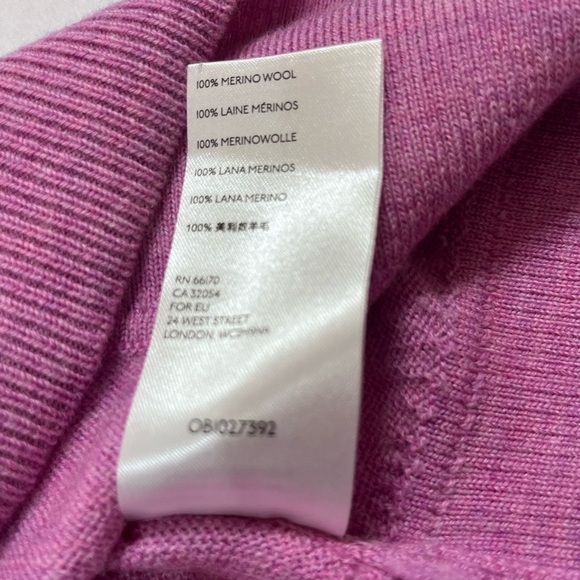 100% MERINO WOOL
100% LAINE MÉRINOS
100% MERINOWOLLE
100% LANA MERINOS
100% LANA MERINO
100% 美利奴羊毛
RN 66170
CA 32054
FOR EU
24 WEST STREET
LONDON,
OB1027392